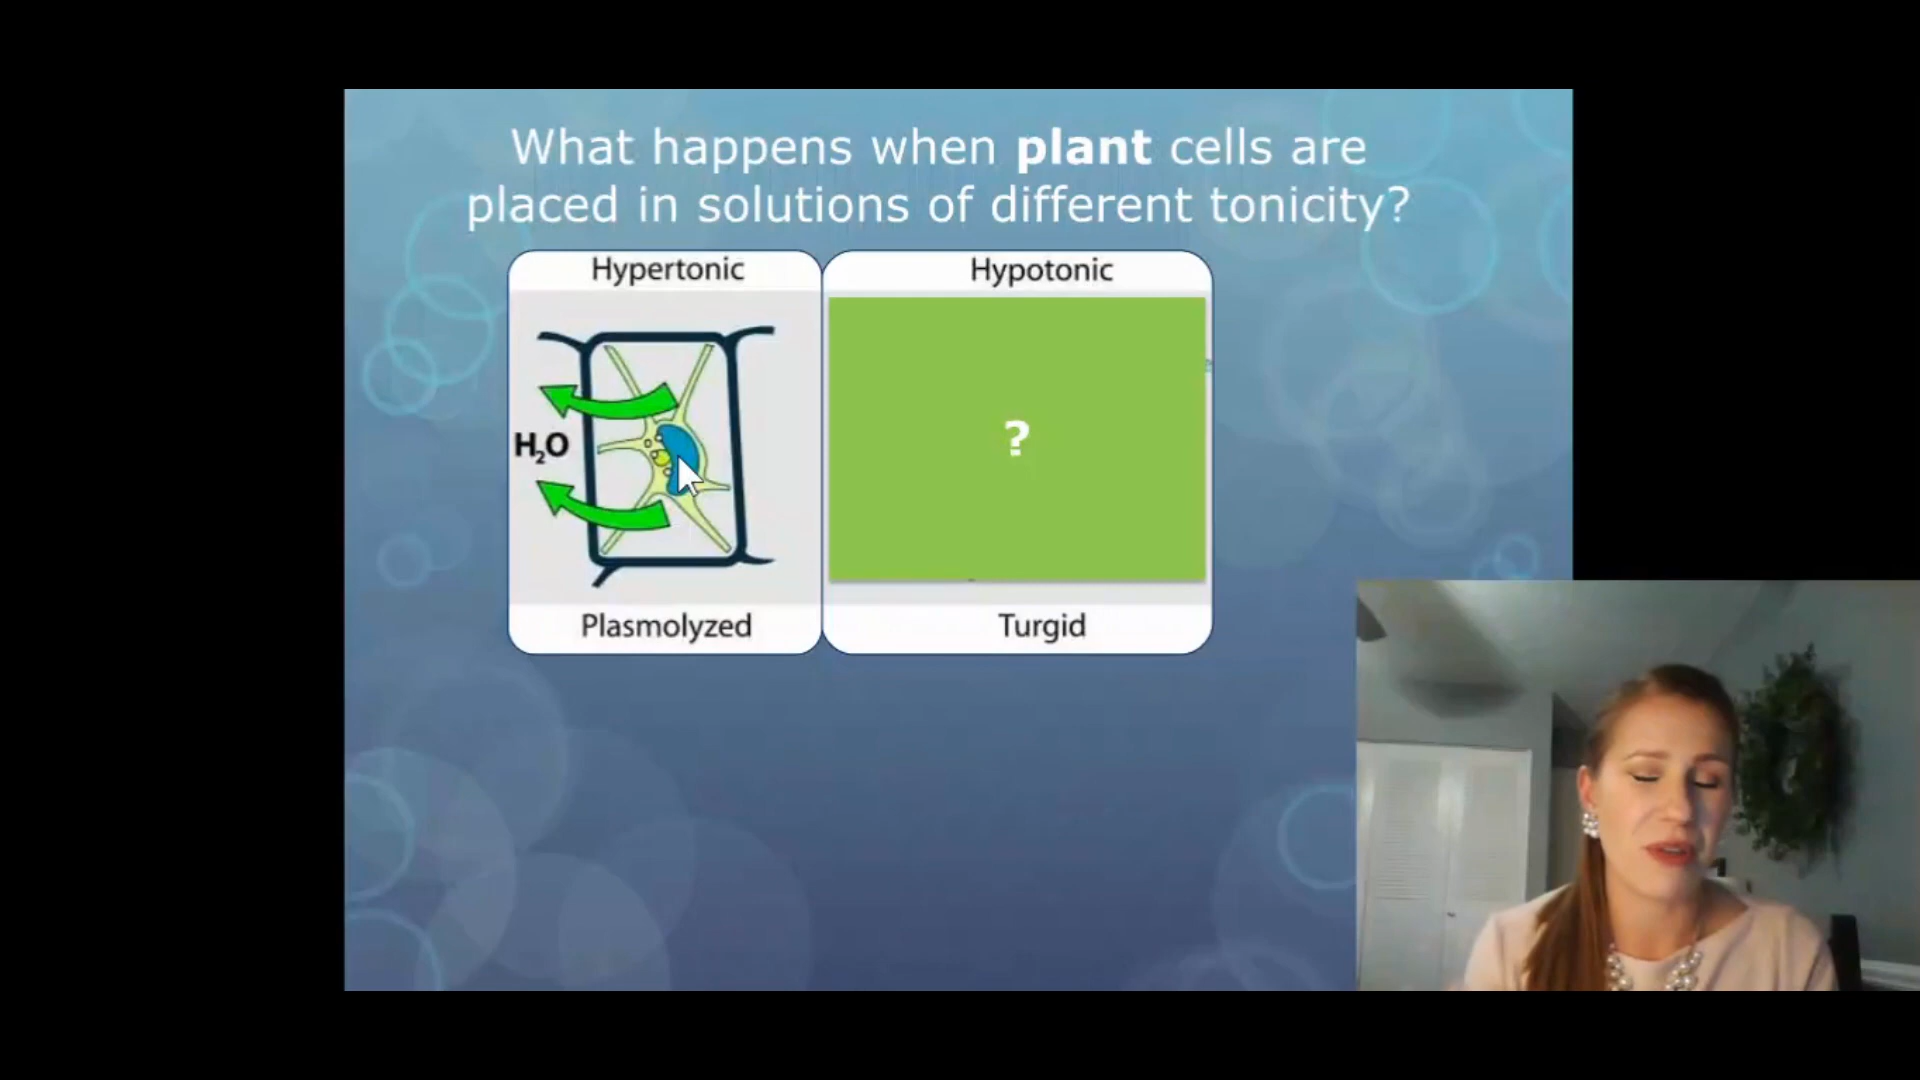 What happens when plant cells are
placed in solutions of different tonicity?
Hypertonic
H₂O
Plasmolyzed
Hypotonic
?
Turgid